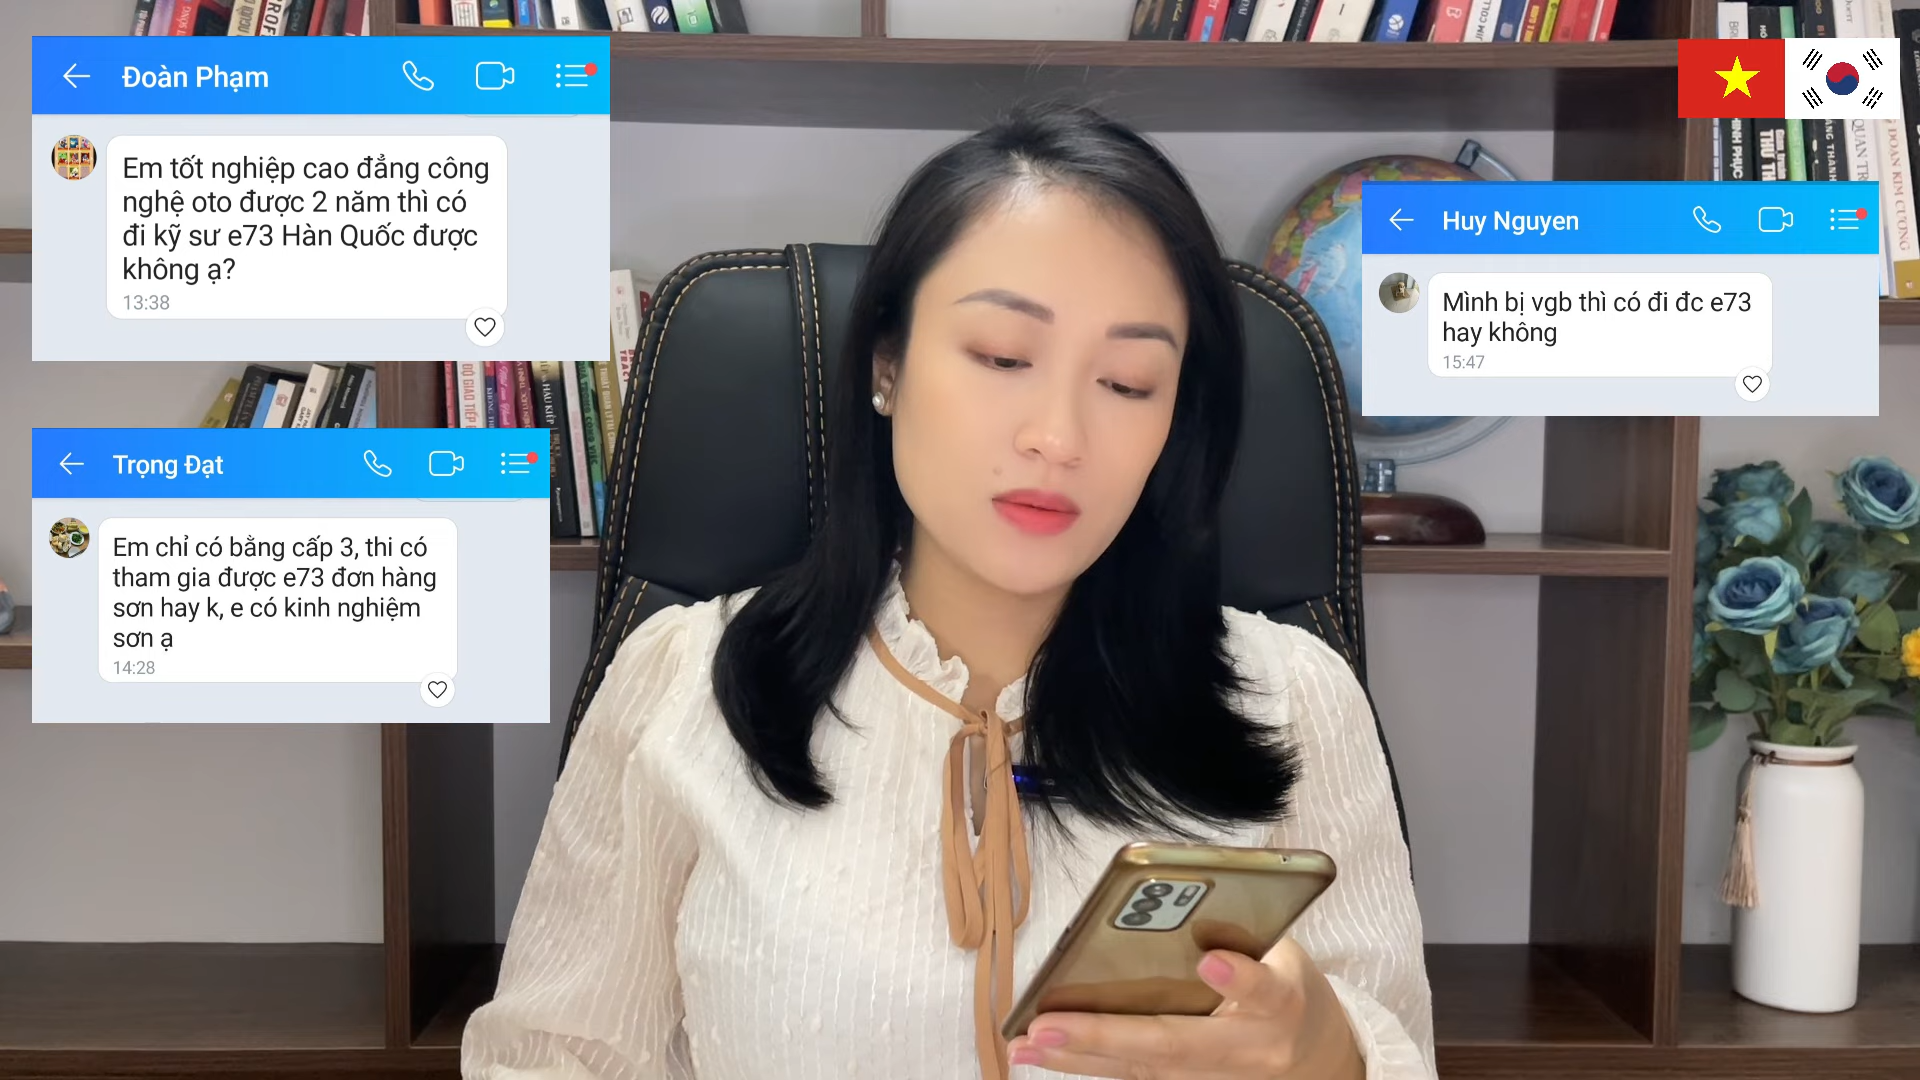 Đoàn Phạm
Em tốt nghiệp cao đẳng công
nghệ oto được 2 năm thì có
đi kỹ sư e73 Hàn Quốc được
không ạ?
13:38
Trọng Đạt
Em chỉ có bằng cấp 3, thi có
tham gia được e73 đơn hàng
sơn hay k, e có kinh nghiệm
sơn ạ
14:28
Huy Nguyen
Mình bị vgb thì có đi đc e73
hay không
15:47